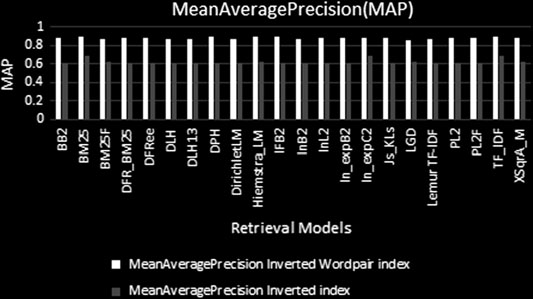 MeanAveragePrecision(MAP)
MAP
1
0.8
0.6
0.4
0.2
0
BB2
BM25
BM25F
DFR_BM25
DFRee
DLH
DLH13
DPH
DirichletLM
Hiemstra_LM
IFB2
InB2
InL2
In_expB2
In_expC2
Js_KLs
LGD
Lemur TF-IDF
PL2
PL2F
TF_IDF
XSqrA_M
Retrieval Models
MeanAveragePrecision Inverted Wordpair index
MeanAveragePrecision Inverted index